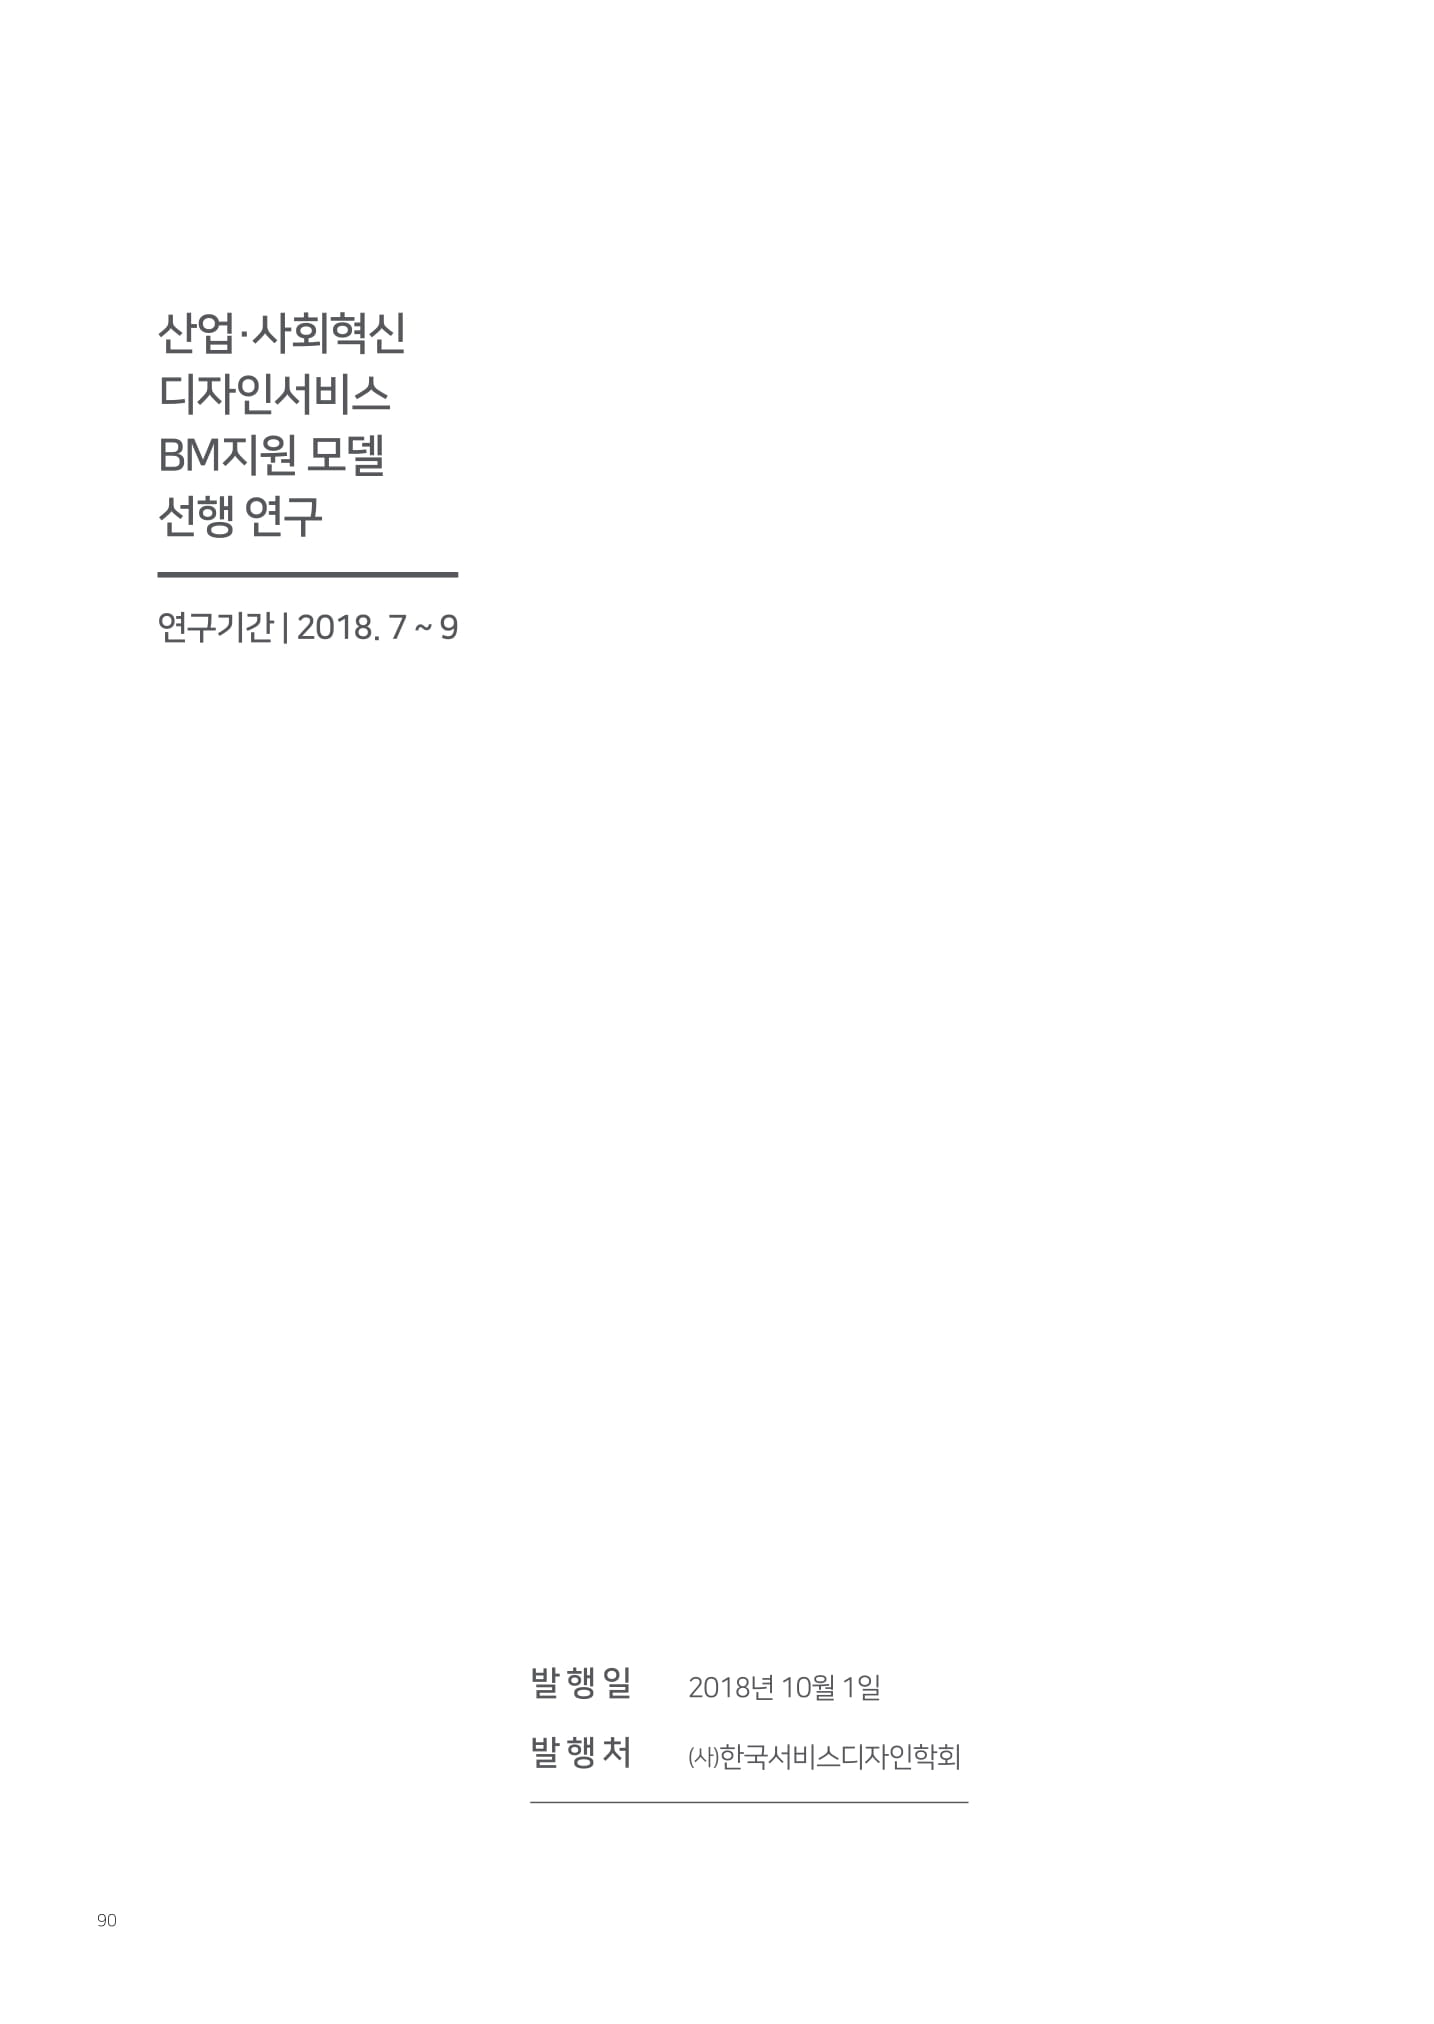 산업·사회혁신
디자인서비스
BM지원 모델
선행 연구
연구기간 | 2018. 7 ~ 9
발행일 2018년 10월 1일
발행처 (사)한국서비스디자인학회
90